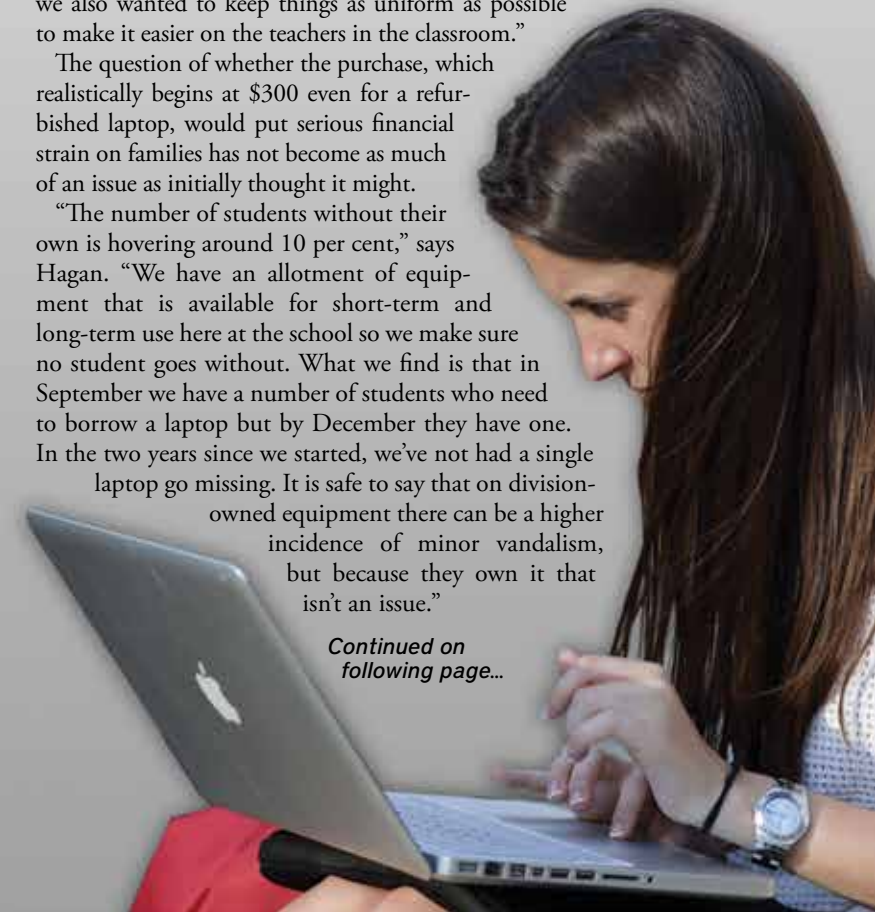 we also wanted to keep things as uniform as possible
to make it easier on the teachers in the classroom.”
The question of whether the purchase, which
realistically begins at $300 even for a refur-
bished laptop, would put serious financial
strain on families has not become as much
of an issue as initially thought it might.
“The number of students without their
own is hovering around 10 per cent,” says
Hagan. “We have an allotment of equip-
ment that is available for short-term and
long-term use here at the school so we make sure
no student goes without. What we find is that in
September we have a number of students who need
to borrow a laptop but by December they have one.
In the two years since we started, we’ve not had a single
laptop go missing. It is safe to say that on division-
owned equipment there can be a higher
incidence of minor vandalism,
but because they own it that
isn’t an issue.”
Continued on
following page...